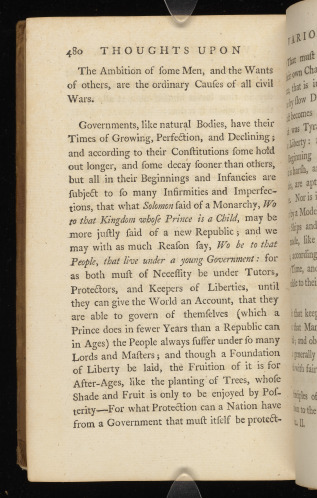 480 THOUGHTS UPON
The Ambition of ſome Men, and the Wants
of others, are the ordinary Cauſes of all civil
Wars.
Governments, like natural Bodies, have their
Times of Growing, Perfection, and Declining;
and according to their Conſtitutions ſome hold
out longer, and ſome decay ſooner than others,
but all in their Beginnings and Infancies are
ſubject to ſo many Infirmities and Imperfec-
tions, that what Solomon ſaid of a Monarchy, Wo
to that Kingdom whoſe Prince is a Child, may be
more juſtly ſaid of a new Republic; and we
may with as much Reaſon ſay, Wo be to that
People, that live under a young Government: for
as both muſt of Neceſſity be under Tutors,
Protectors, and Keepers of Liberties, until
they can give the World an Account, that they
are able to govern of themſelves (which a
Prince does in fewer Years than a Republic can
in Ages) the People always ſuffer under ſo many
Lords and Maſters; and though a Foundation
of Liberty be laid, the Fruition of it is for
After-Ages, like the planting of Trees, whoſe
Shade and Fruit is only to be enjoyed by Poſ-
terity—For what Protection can a Nation have
from a Government that muſt itſelf be protect-